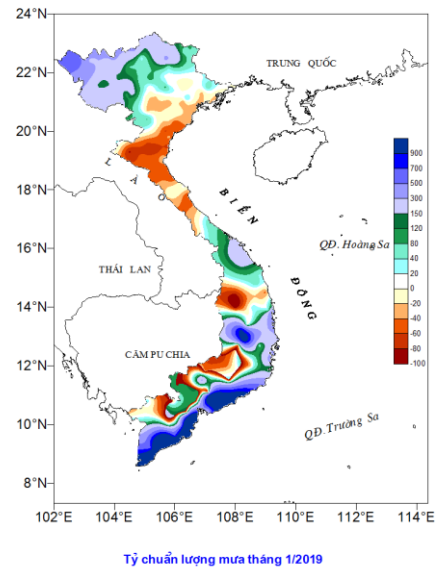 24°N
22°N
20°N
18°N
16°N
14°N
12°N
10°N
8°N
TRUNG QUỐC
L À O
BIỂN ĐÔNG
QĐ. Hoàng Sa
THÁI LAN
CĂM PU CHIA
QĐ. Trường Sa
900
700
500
300
150
120
80
40
20
0
-20
-40
-60
-80
-100
102°E 104°E 106°E 108°E 110°E 112°E 114°E
Tỷ chuẩn lượng mưa tháng 1/2019